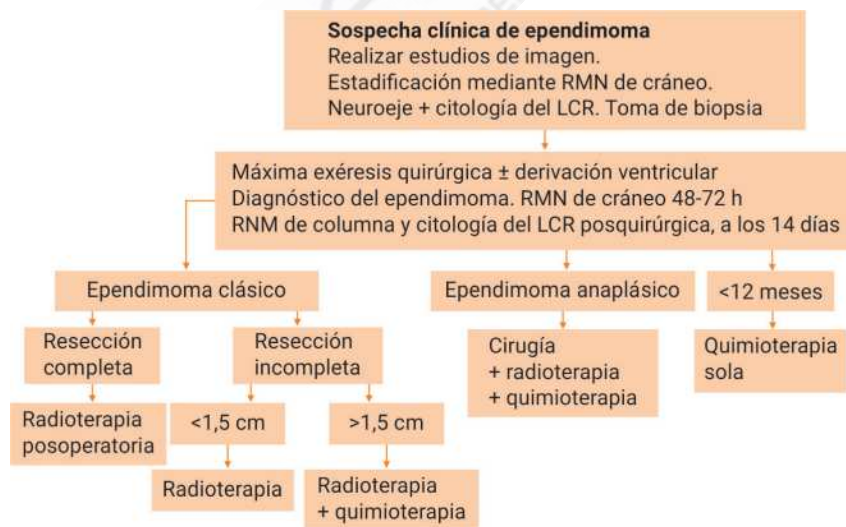 Sospecha clínica de ependimoma
Realizar estudios de imagen.
Estadificación mediante RMN de cráneo.
Neuroeje + citología del LCR. Toma de biopsia
Máxima exéresis quirúrgica ± derivación ventricular
Diagnóstico del ependimoma. RMN de cráneo 48-72 h
RNM de columna y citología del LCR posquirúrgica, a los 14 días
Ependimoma clásico
Ependimoma anaplásico
<12 meses
Resección
completa
Resección
incompleta
Cirugía
+ radioterapia
+ quimioterapia
Quimioterapia
sola
Radioterapia
posoperatoria
<1,5 cm
>1,5 cm
Radioterapia
Radioterapia
+ quimioterapia